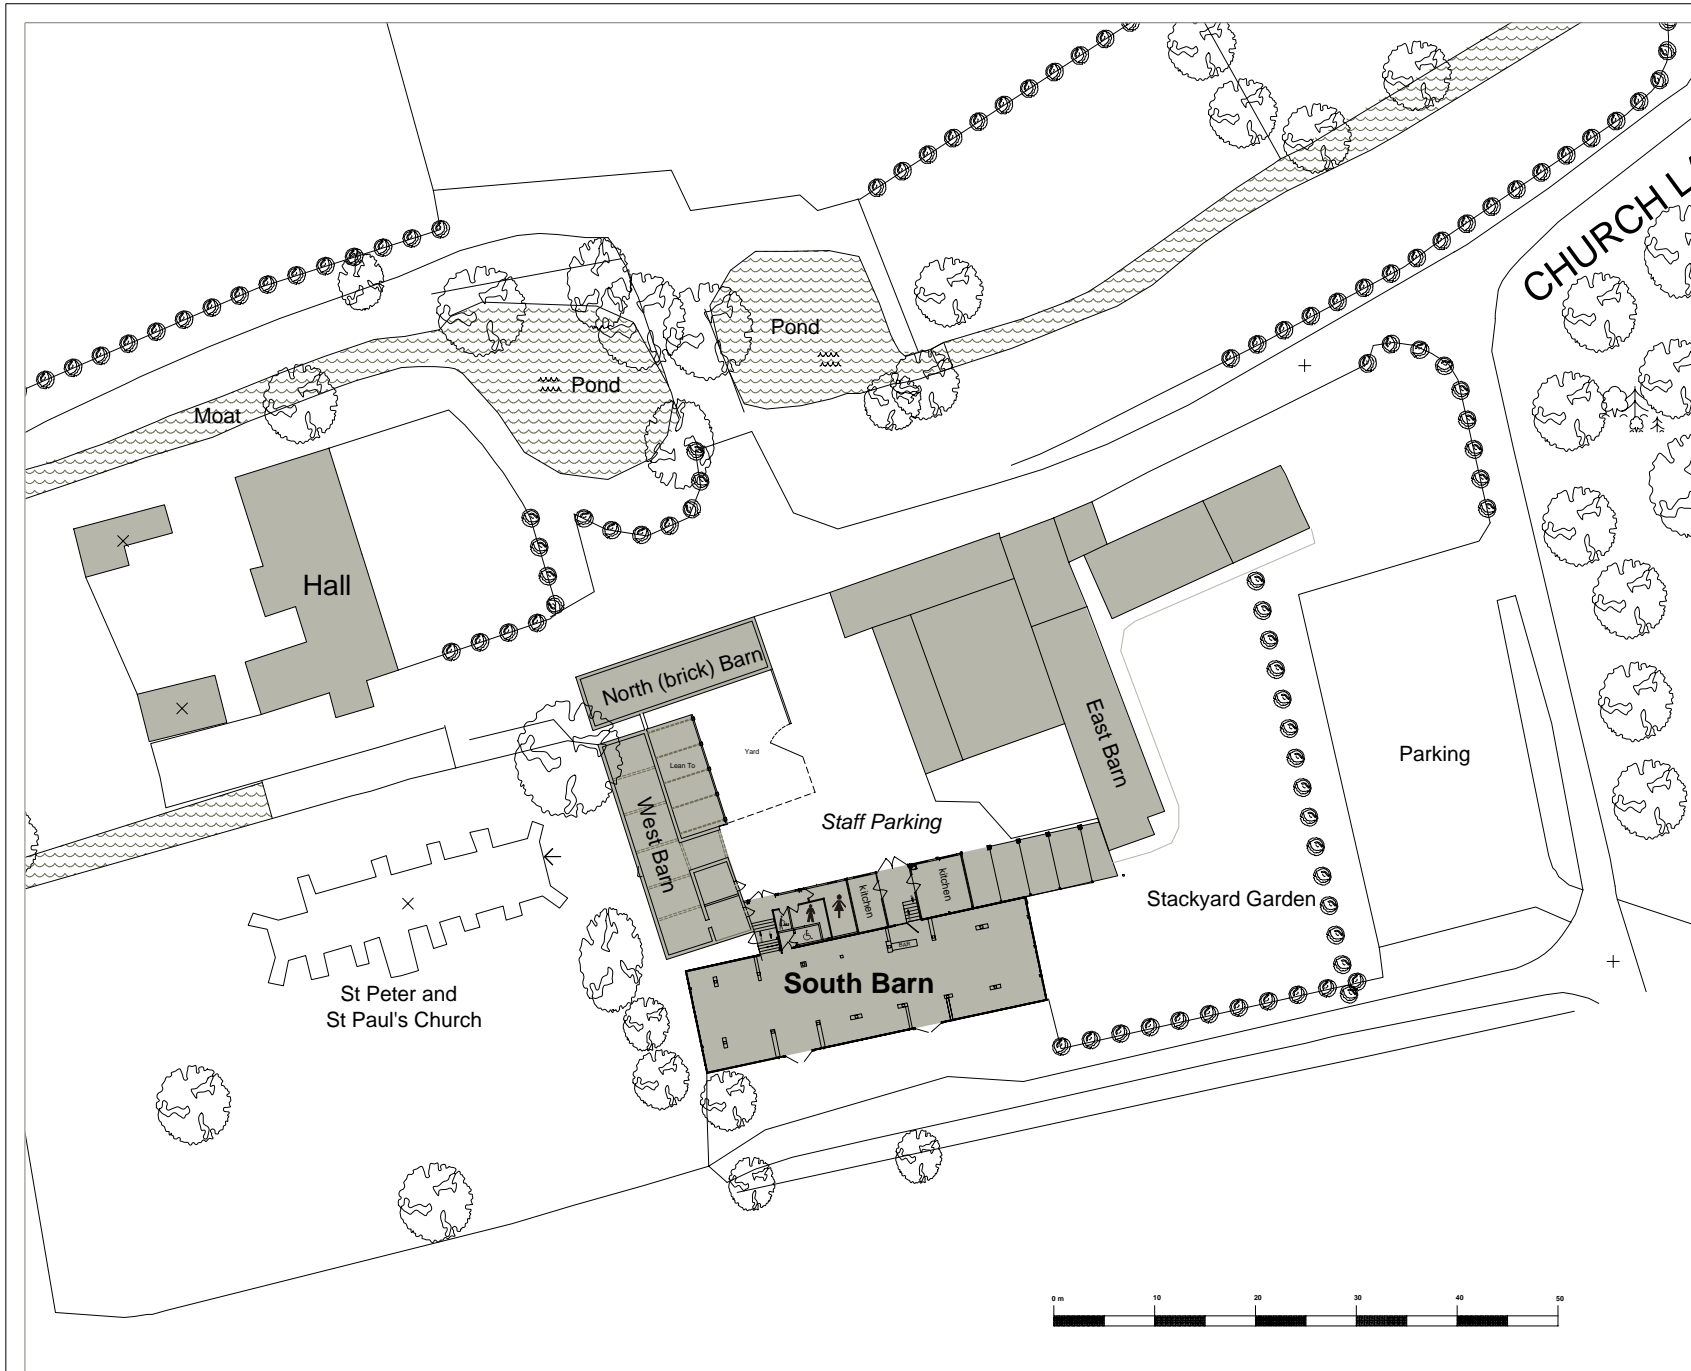 CHURCH L
Pond
Pond
Moat
Hall
North (brick) Barn
Yard
Lean To
West Barn
East Barn
Parking
Staff Parking
kitchen
kitchen
Stackyard Garden
BAR
South Barn
St Peter and
St Paul's Church
0 m 10 20 30 40 50